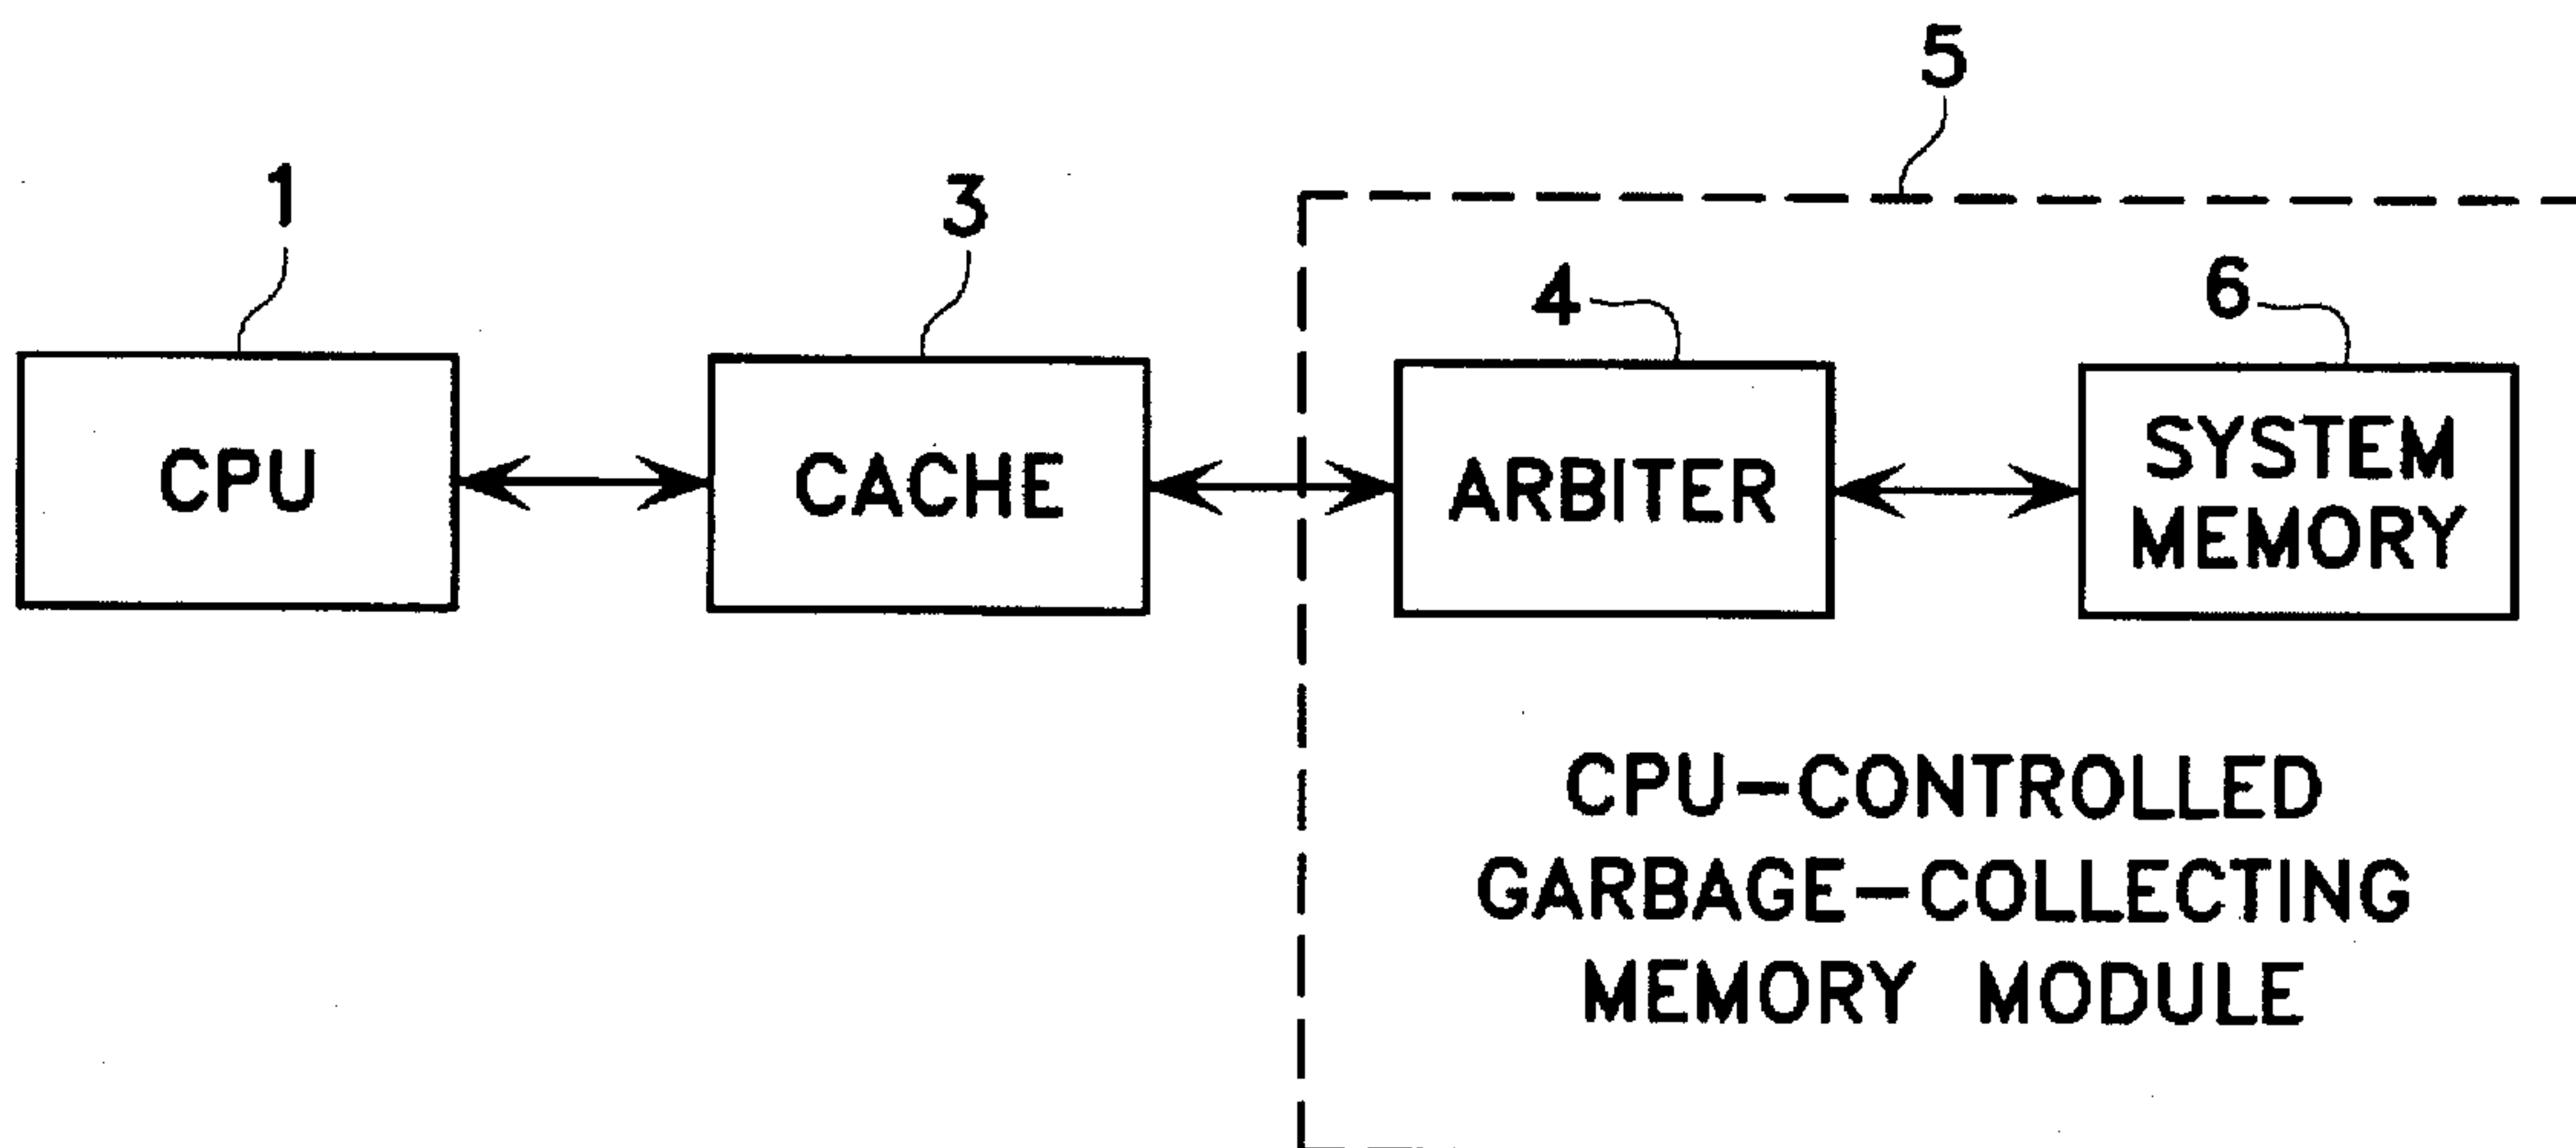 5
1
3
4
6
CPU
CACHE
ARBITER
SYSTEM
MEMORY
CPU-CONTROLLED
GARBAGE-COLLECTING
MEMORY MODULE